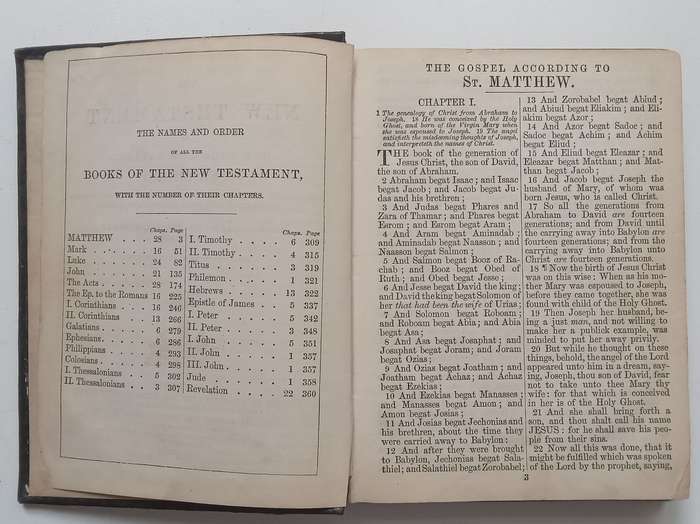 THE NAMES AND ORDER
OF ALL THE
BOOKS OF THE NEW TESTAMENT,
WITH THE NUMBER OF THEIR CHAPTERS.
Chaps. Page
MATTHEW . . . 28 3
Mark . . . . . 16 51
Luke . . . . . 24 82
John . . . . . 21 135
The Acts . . . . 28 174
The Ep. to the Romans 16 225
I. Corinthians . . . 16 246
II. Corinthians . . . 13 266
Galatians . . . . 6 279
Ephesians . . . . 6 286
Philippians . . . . 4 293
Colosians . . . . 4 298
I. Thessalonians . . . 5 302
II. Thessalonians . . . 3 307
Chaps. Page
I. Timothy . . . . 6 309
II. Timothy . . . . 4 315
Titus . . . . . 3 319
Philemon . . . . 1 321
Hebrews . . . . 13 322
Epistle of James . . . 5 337
I. Peter . . . . . 5 342
II. Peter . . . . 3 348
I. John . . . . . 5 351
II. John . . . . 1 357
III. John . . . . 1 357
Jude . . . . . 1 358
Revelation . . . . 22 360
THE GOSPEL ACCORDING TO
ST. MATTHEW.
CHAPTER I.
1 The genealogy of Christ from Abraham to
Joseph. 18 He was conceived by the Holy
Ghost, and born of the Virgin Mary when
she was espoused to Joseph. 19 The angel
satisfieth the misdeeming thoughts of Joseph,
and interpreteth the names of Christ.
THE book of the generation of
Jesus Christ, the son of David,
the son of Abraham.
2 Abraham begat Isaac; and Isaac
begat Jacob; and Jacob begat Ju-
das and his brethren;
3 And Judas begat Phares and
Zara of Thamar; and Phares begat
Esrom; and Esrom begat Aram;
4 And Aram begat Aminadab;
and Aminadab begat Naasson; and
Naasson begat Salmon;
5 And Salmon begat Booz of Ra-
chab; and Booz begat Obed of
Ruth; and Obed begat Jesse;
6 And Jesse begat David the king;
and David the king begat Solomon of
her that had been the wife of Urias;
7 And Solomon begat Roboam;
and Roboam begat Abia; and Abia
begat Asa;
8 And Asa begat Josaphat; and
Josaphat begat Joram; and Joram
begat Ozias;
9 And Ozias begat Joatham; and
Joatham begat Achaz; and Achaz
begat Ezekias;
10 And Ezekias begat Manasses;
and Manasses begat Amon; and
Amon begat Josias;
11 And Josias begat Jechonias and
his brethren, about the time they
were carried away to Babylon:
12 And after they were brought
to Babylon, Jechonias begat Sala-
thiel; and Salathiel begat Zorobabel;
13 And Zorobabel begat Abiud;
and Abiud begat Eliakim; and Eli-
akim begat Azor;
14 And Azor begat Sadoc; and
Sadoc begat Achim; and Achim
begat Eliud;
15 And Eliud begat Eleazar; and
Eleazar begat Matthan; and Mat-
than begat Jacob;
16 And Jacob begat Joseph the
husband of Mary, of whom was
born Jesus, who is called Christ.
17 So all the generations from
Abraham to David are fourteen
generations; and from David until
the carrying away into Babylon are
fourteen generations; and from the
carrying away into Babylon unto
Christ are fourteen generations.
18 ¶ Now the birth of Jesus Christ
was on this wise: When as his mo-
ther Mary was espoused to Joseph,
before they came together, she was
found with child of the Holy Ghost.
19 Then Joseph her husband, be-
ing a just man, and not willing to
make her a publick example, was
minded to put her away privily.
20 But while he thought on these
things, behold, the angel of the Lord
appeared unto him in a dream, say-
ing, Joseph, thou son of David, fear
not to take unto thee Mary thy
wife: for that which is conceived
in her is of the Holy Ghost.
21 And she shall bring forth a
son, and thou shalt call his name
JESUS: for he shall save his peo-
ple from their sins.
22 Now all this was done, that it
might be fulfilled which was spoken
of the Lord by the prophet, saying,
3